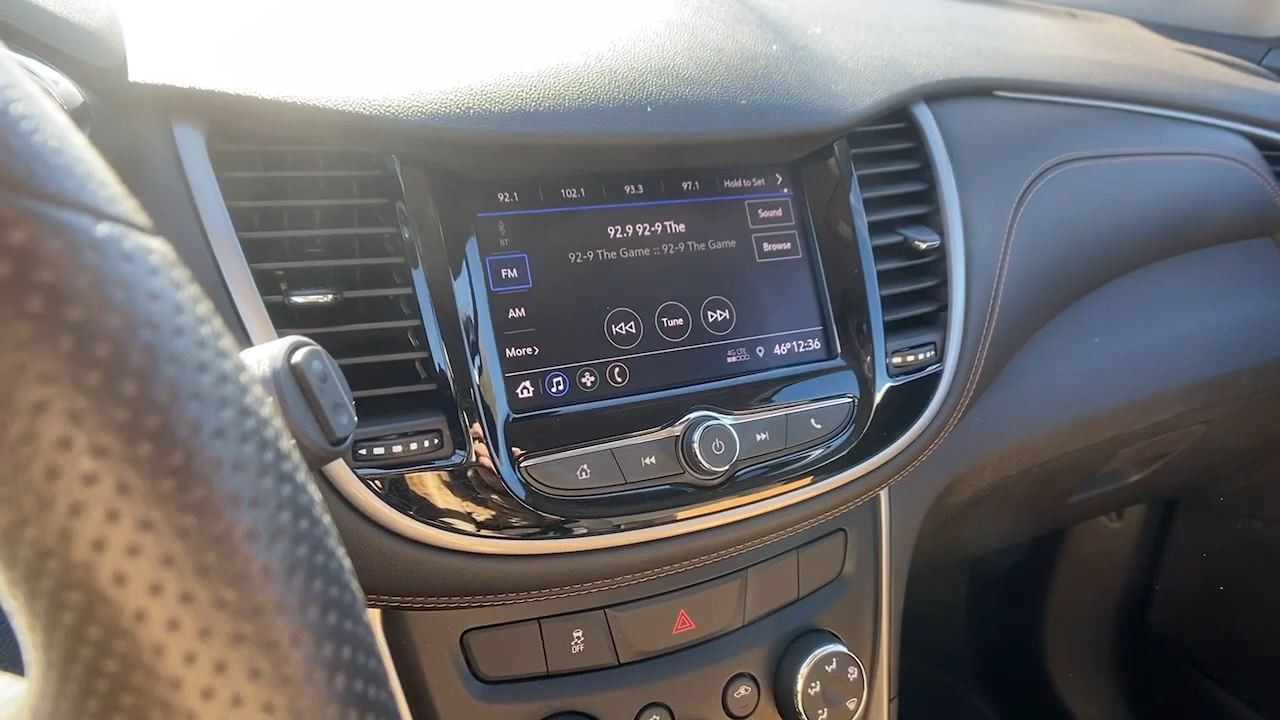 92.1 102.1 93.3 97.1 Hold to Set
BT
92.9 92-9 The
Sound
92-9 The Game :: 92-9 The Game
Browse
FM
AM
Tune
More
4G LTE
46° 12:36
OFF